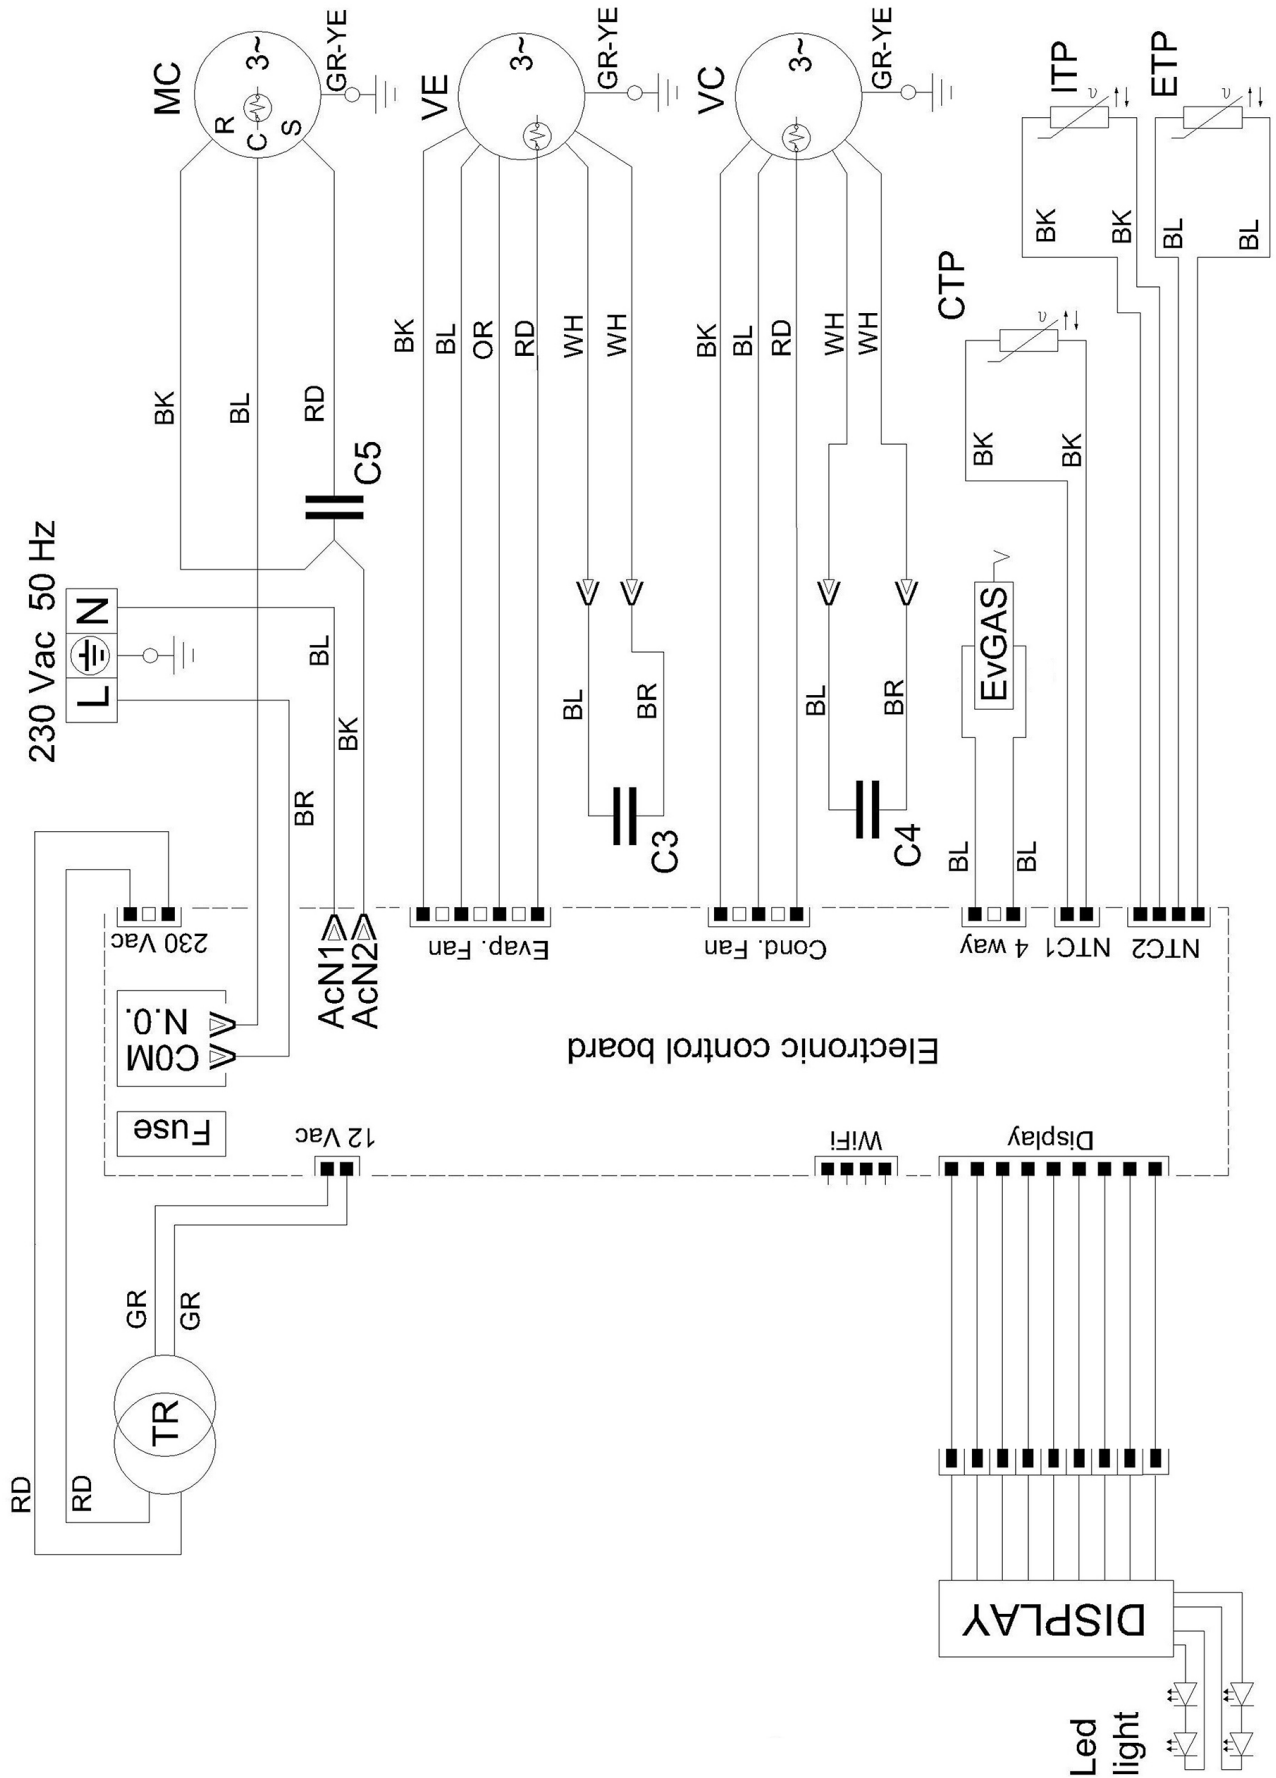 MC
R
C
S
3~
GR-YE
VE
3~
GR-YE
VC
3~
GR-YE
ITP
υ
ETP
υ
BK
BK
BL
BL
CTP
υ
BK
BL
RD
BK
BL
OR
RD
WH
WH
BK
BL
RD
WH
WH
BK
BK
C5
230 Vac 50 Hz
L
N
BL
BK
BR
BL
BR
C3
BL
BR
C4
EvGAS
BL
BL
230 Vac
AcN1
AcN2
Evap. Fan
Cond. Fan
4 way
NTC1
NTC2
N.O.
COM
Fuse
Electronic control board
12 Vac
WiFi
Display
GR
GR
TR
RD
RD
DISPLAY
Led
light